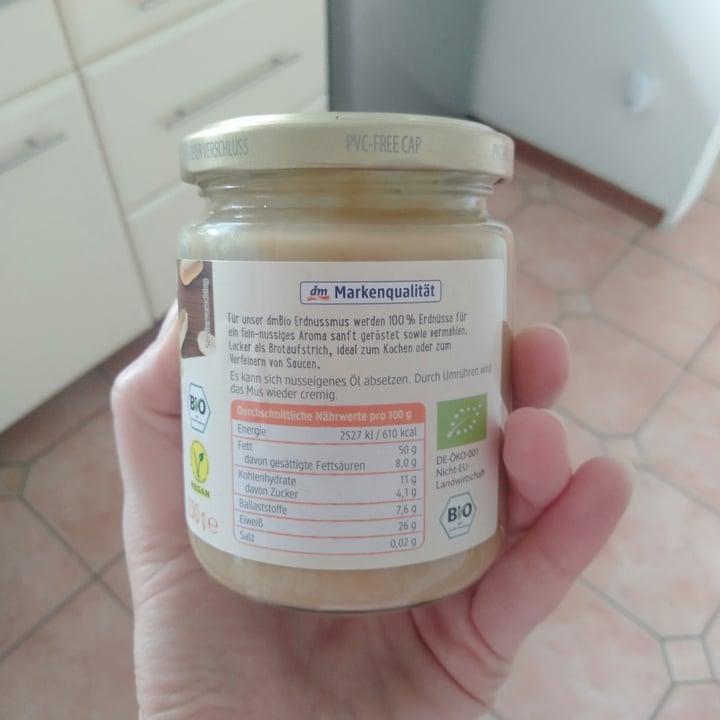 VERSCHLUSS
PVC-FREE CAP
PVC
dm Markenqualität
Für unser dmBio Erdnussmus werden 100 % Erdnüsse für
ein fein-nussiges Aroma sanft geröstet sowie vermahlen.
Lecker als Brotaufstrich, ideal zum Kochen oder zum
Verfeinern von Saucen.
Es kann sich nusseigenes Öl absetzen. Durch Umrühren wird
das Mus wieder cremig.
Durchschnittliche Nährwerte pro 100 g
Energie 2527 kJ / 610 kcal
Fett 50 g
davon gesättigte Fettsäuren 8,0 g
Kohlenhydrate 11 g
davon Zucker 4,1 g
Ballaststoffe 7,6 g
Eiweiß 26 g
Salz 0,02 g
BIO
VEGAN
DE-ÖKO-001
Nicht-EU-
Landwirtschaft
BIO